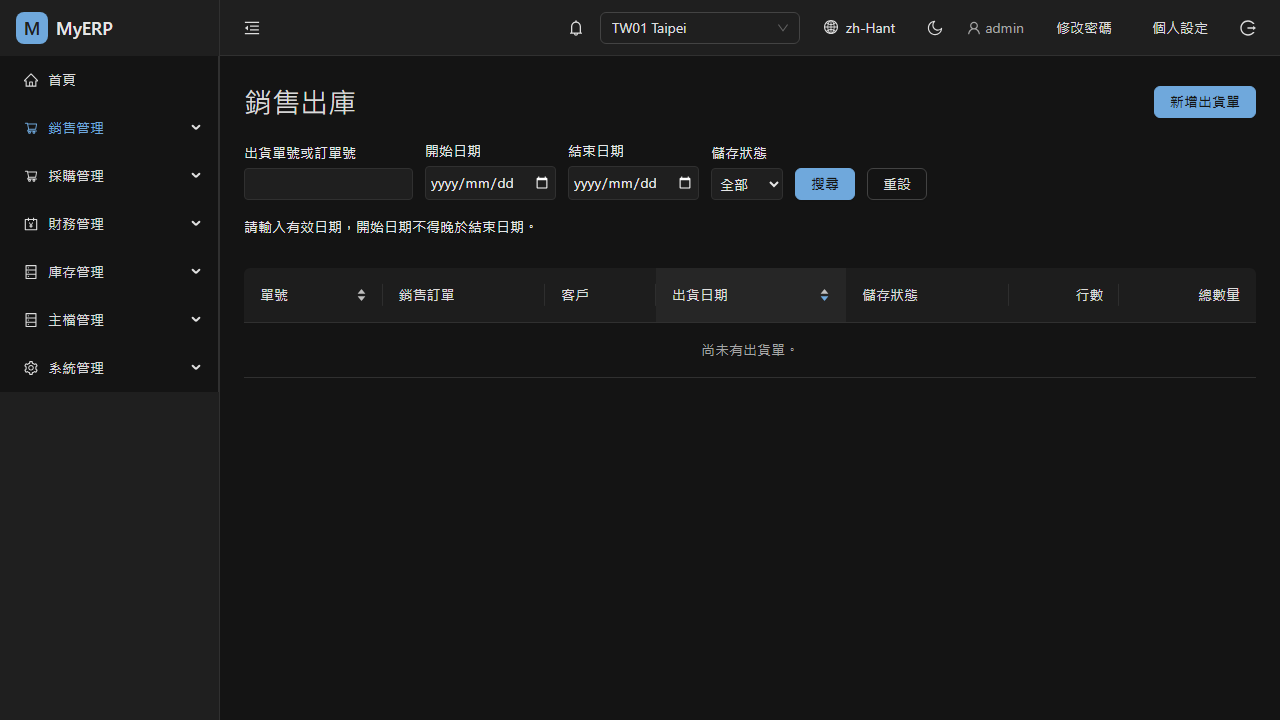 M MyERP
TW01 Taipei
zh-Hant
admin
修改密碼
個人設定
首頁
銷售管理
採購管理
財務管理
庫存管理
主檔管理
系統管理
銷售出庫
新增出貨單
出貨單號或訂單號
開始日期
yyyy/mm/dd
結束日期
yyyy/mm/dd
儲存狀態
全部
搜尋
重設
請輸入有效日期，開始日期不得晚於結束日期。
單號 銷售訂單 客戶 出貨日期 儲存狀態 行數 總數量
尚未有出貨單。